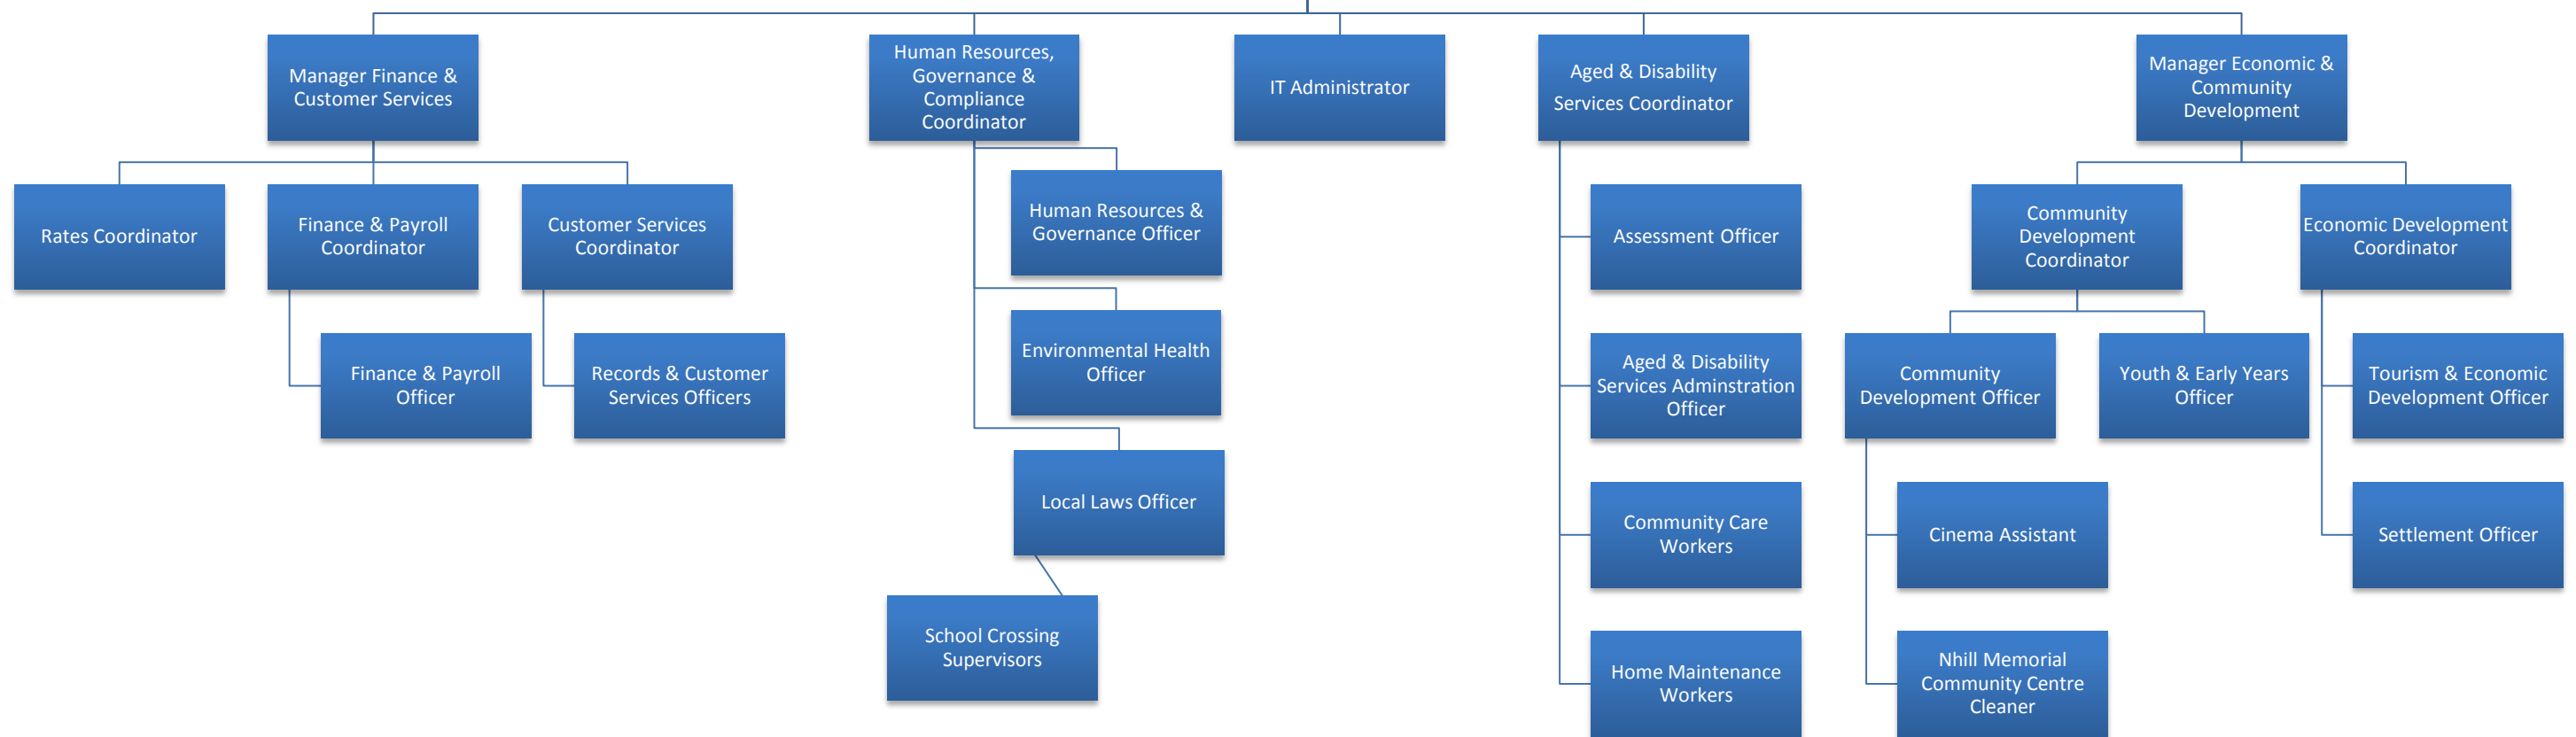 Manager Finance &
Customer Services
Human Resources,
Governance &
Compliance
Coordinator
IT Administrator
Aged & Disability
Services Coordinator
Manager Economic &
Community
Development
Rates Coordinator
Finance & Payroll
Coordinator
Customer Services
Coordinator
Human Resources &
Governance Officer
Assessment Officer
Community
Development
Coordinator
Economic Development
Coordinator
Finance & Payroll
Officer
Records & Customer
Services Officers
Environmental Health
Officer
Aged & Disability
Services Adminstration
Officer
Community
Development Officer
Youth & Early Years
Officer
Tourism & Economic
Development Officer
Local Laws Officer
Community Care
Workers
Cinema Assistant
Settlement Officer
School Crossing
Supervisors
Home Maintenance
Workers
Nhill Memorial
Community Centre
Cleaner